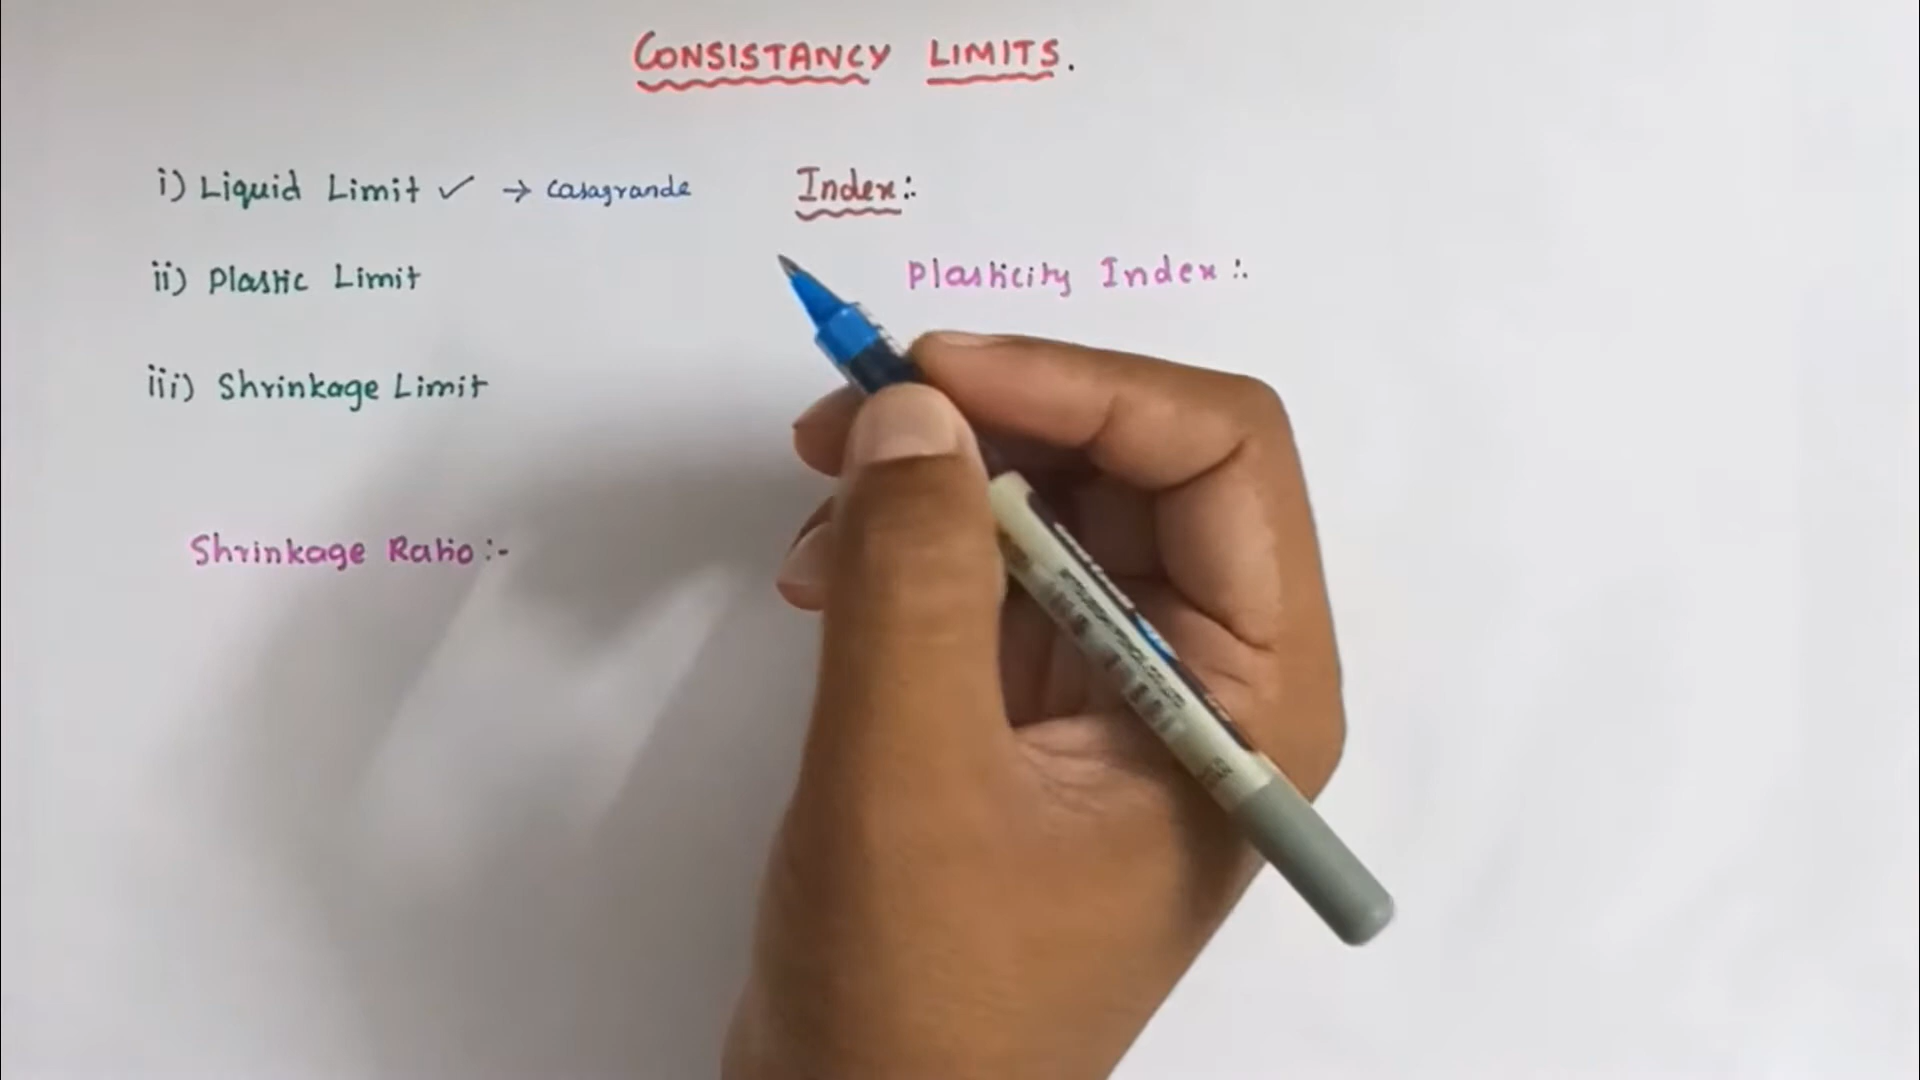 CONSISTANCY LIMITS.
i) Liquid Limit ✓ → casagrande
ii) Plastic Limit
iii) Shrinkage Limit
Shrinkage Ratio :-
Index :-
Plasticity Index :-